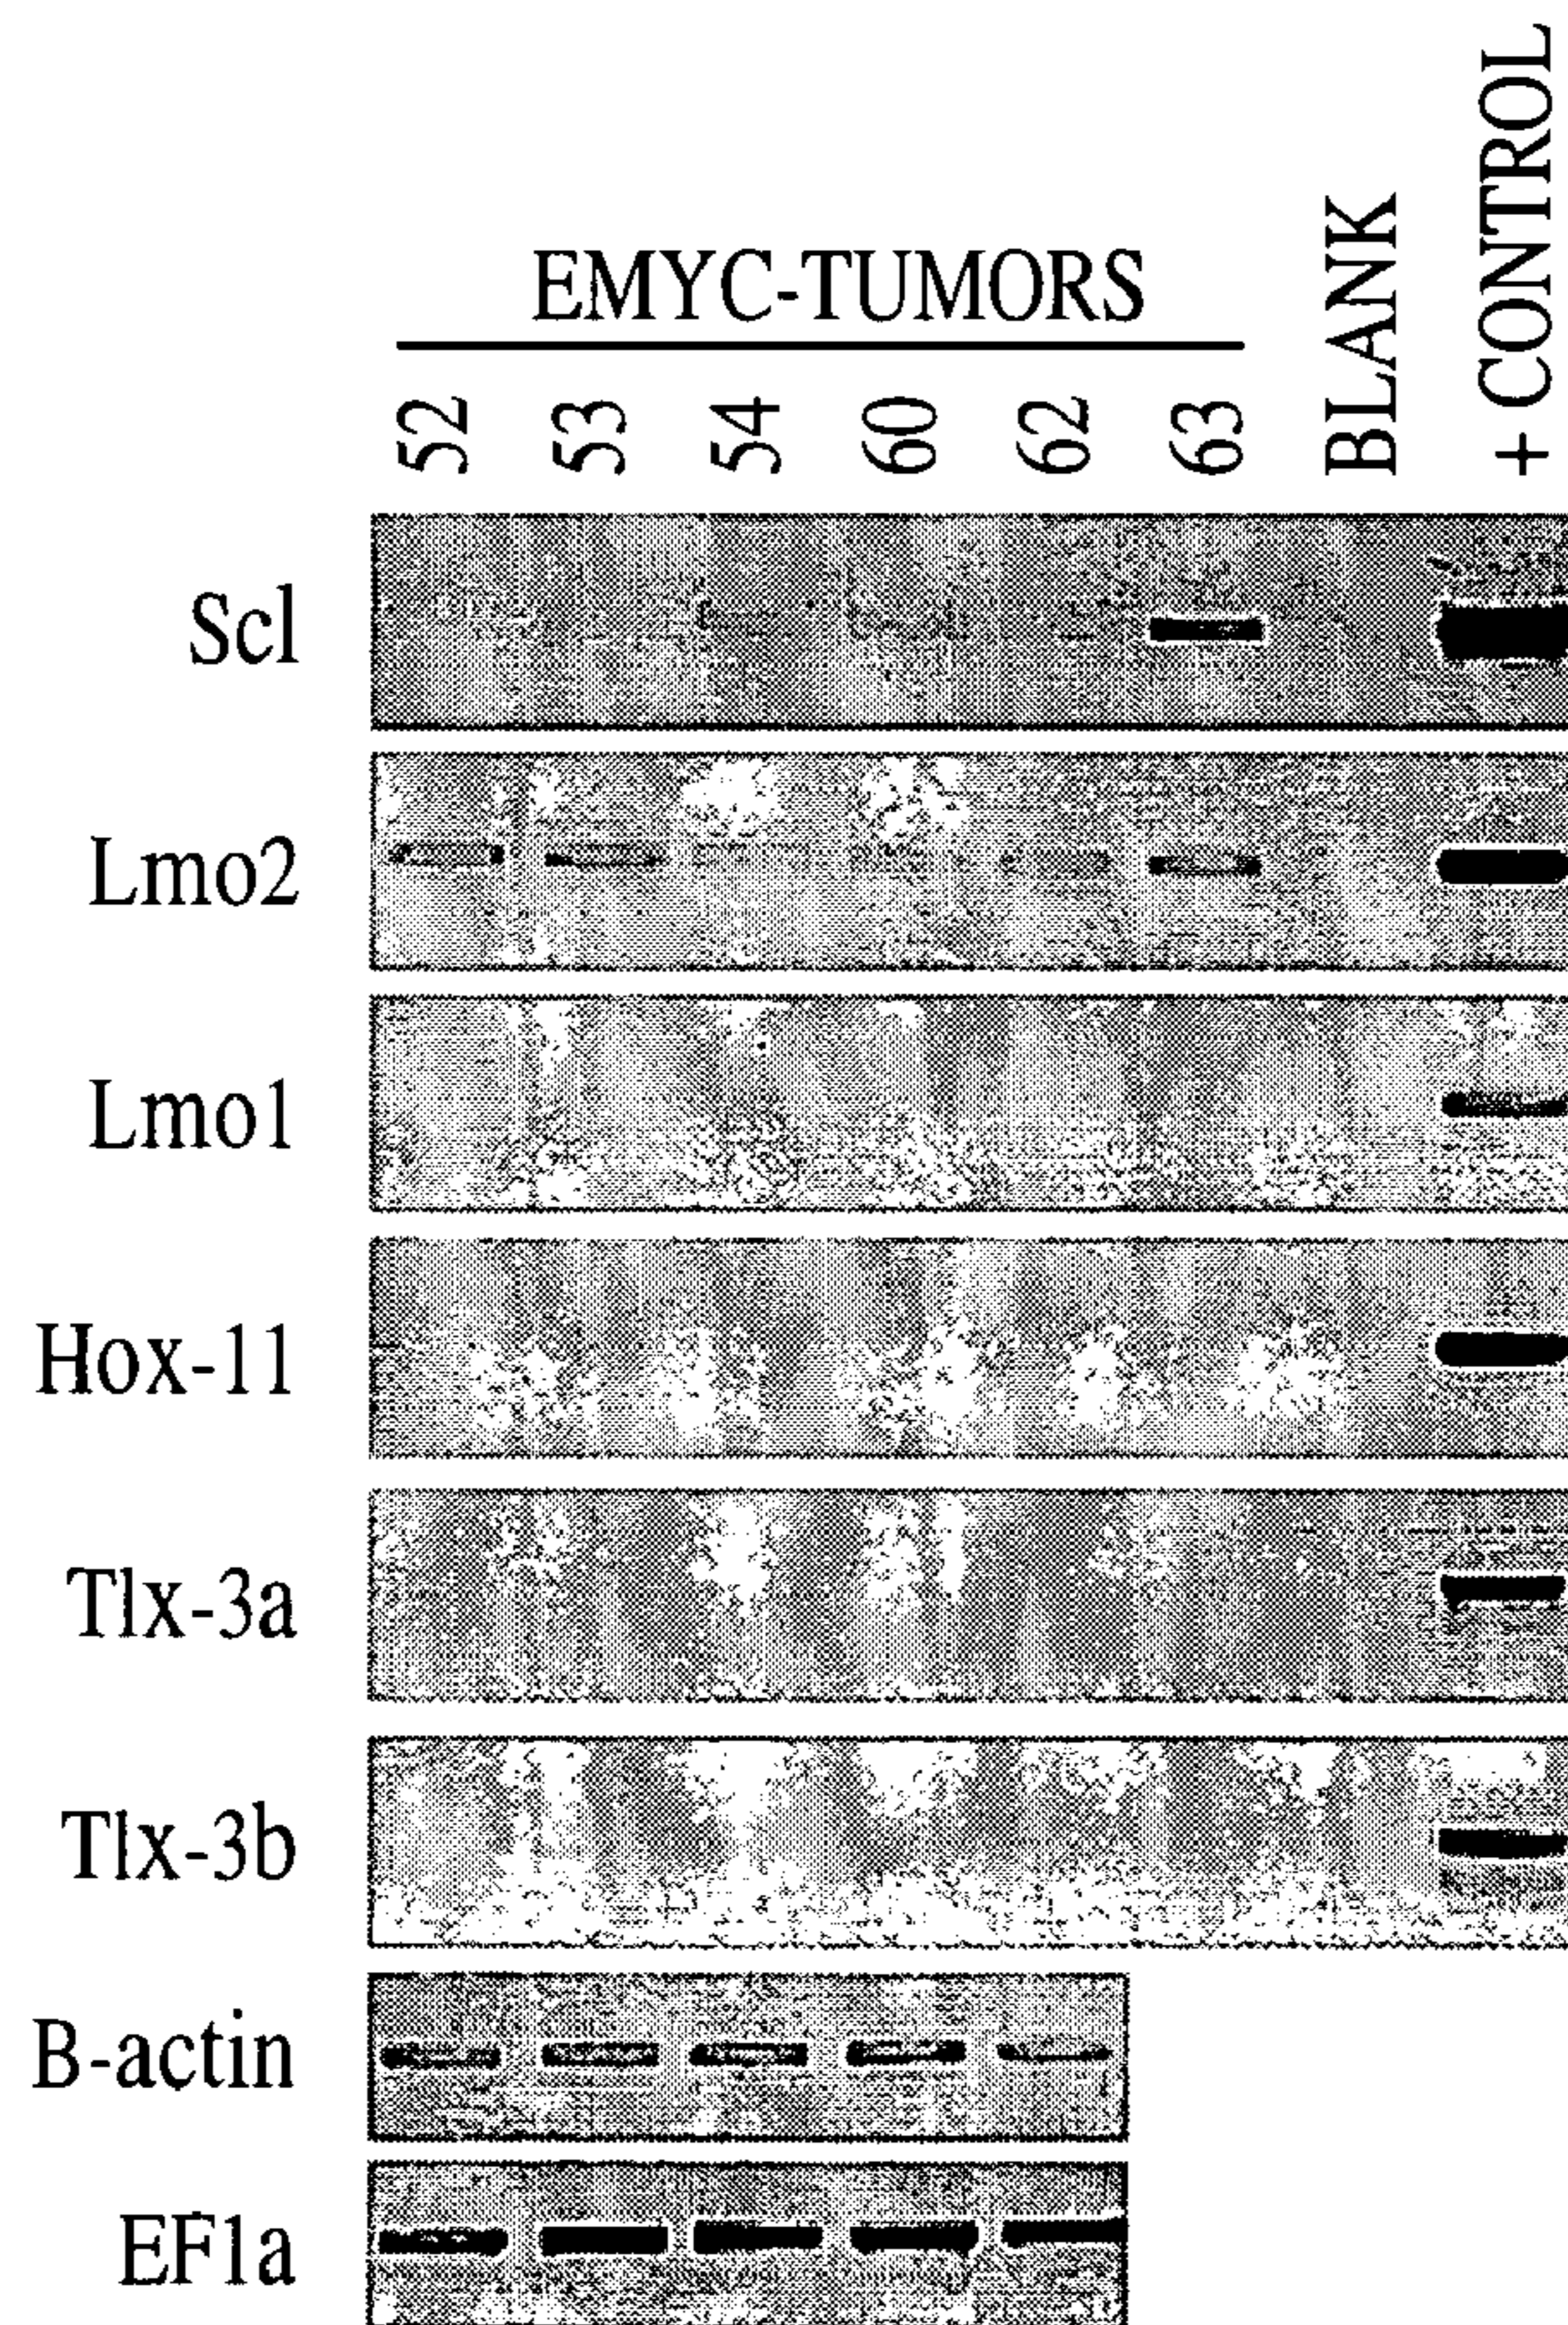 EMYC-TUMORS
52 53 54 60 62 63 BLANK + CONTROL
Scl
Lmo2
Lmo1
Hox-11
Tlx-3a
Tlx-3b
B-actin
EF1a